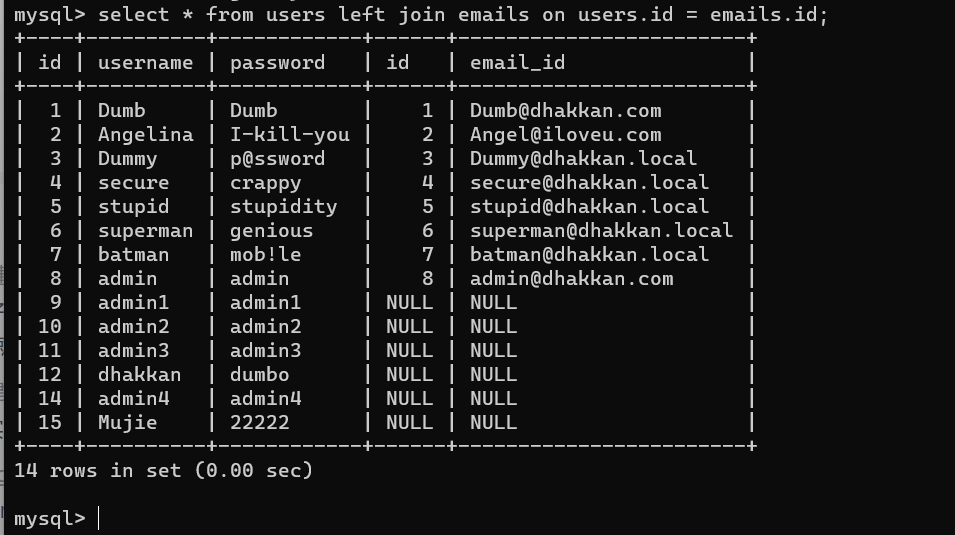 mysql> select * from users left join emails on users.id = emails.id;
+----+----------+------------+------+------------------------+
| id | username | password   | id   | email_id               |
+----+----------+------------+------+------------------------+
|  1 | Dumb     | Dumb       |    1 | Dumb@dhakkan.com       |
|  2 | Angelina | I-kill-you |    2 | Angel@iloveu.com       |
|  3 | Dummy    | p@ssword   |    3 | Dummy@dhakkan.local    |
|  4 | secure   | crappy     |    4 | secure@dhakkan.local   |
|  5 | stupid   | stupidity  |    5 | stupid@dhakkan.local   |
|  6 | superman | genious    |    6 | superman@dhakkan.local |
|  7 | batman   | mob!le     |    7 | batman@dhakkan.local   |
|  8 | admin    | admin      |    8 | admin@dhakkan.com      |
|  9 | admin1   | admin1     | NULL | NULL                   |
| 10 | admin2   | admin2     | NULL | NULL                   |
| 11 | admin3   | admin3     | NULL | NULL                   |
| 12 | dhakkan  | dumbo      | NULL | NULL                   |
| 14 | admin4   | admin4     | NULL | NULL                   |
| 15 | Mujie    | 22222      | NULL | NULL                   |
+----+----------+------------+------+------------------------+
14 rows in set (0.00 sec)
mysql>